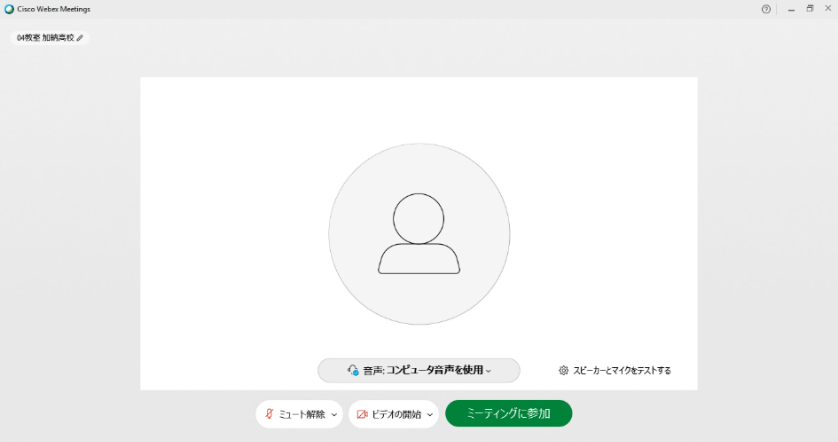 Cisco Webex Meetings
04教室 加納高校
音声: コンピュータ音声を使用
スピーカーとマイクをテストする
ミュート解除
ビデオの開始
ミーティングに参加